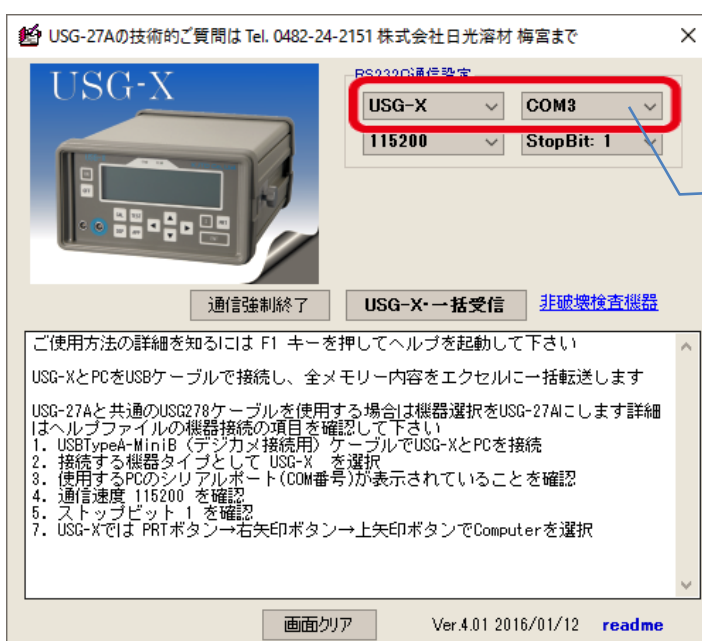 USG-27Aの技術的ご質問は Tel. 0482-24-2151 株式会社日光溶材 梅宮まで
USG-X
RS232C通信設定
USG-X
COM3
115200
StopBit: 1
通信強制終了
USG-X・一括受信
非破壊検査機器
ご使用方法の詳細を知るには F1 キーを押してヘルプを起動して下さい
USG-XとPCをUSBケーブルで接続し、全メモリー内容をエクセルに一括転送します
USG-27Aと共通のUSG278ケーブルを使用する場合は機器選択をUSG-27Aにします詳細
はヘルプファイルの機器接続の項目を確認して下さい
1. USBTypeA-MiniB（デジカメ接続用）ケーブルでUSG-XとPCを接続
2. 接続する機器タイプとして USG-X を選択
3. 使用するPCのシリアルポート(COM番号)が表示されていることを確認
4. 通信速度 115200 を確認
5. ストップビット 1 を確認
7. USG-Xでは PRTボタン→右矢印ボタン→上矢印ボタンでComputerを選択
画面クリア
Ver.4.01 2016/01/12
readme